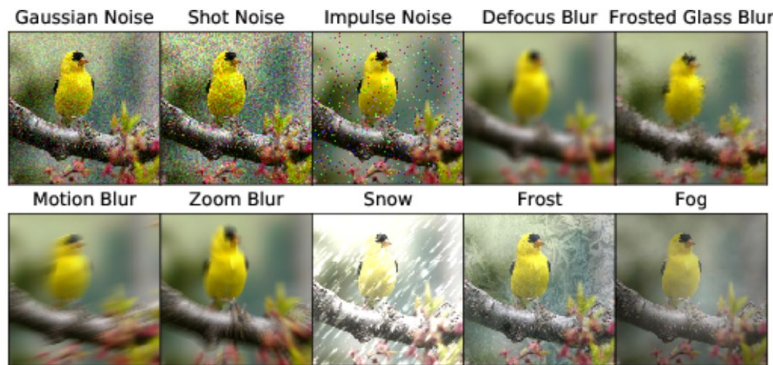 Gaussian Noise Shot Noise Impulse Noise Defocus Blur Frosted Glass Blur
Motion Blur Zoom Blur Snow Frost Fog